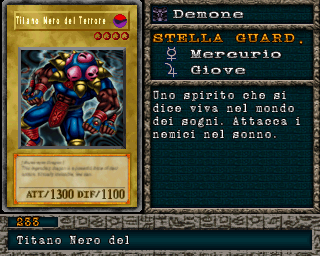 Titano Nero del Terrore
ATT/1300 DIF/1100
Demone
STELLA GUARD.
Mercurio
Giove
Uno spirito che si
dice viva nel mondo
dei sogni. Attacca i
nemici nel sonno.
233
Titano Nero del